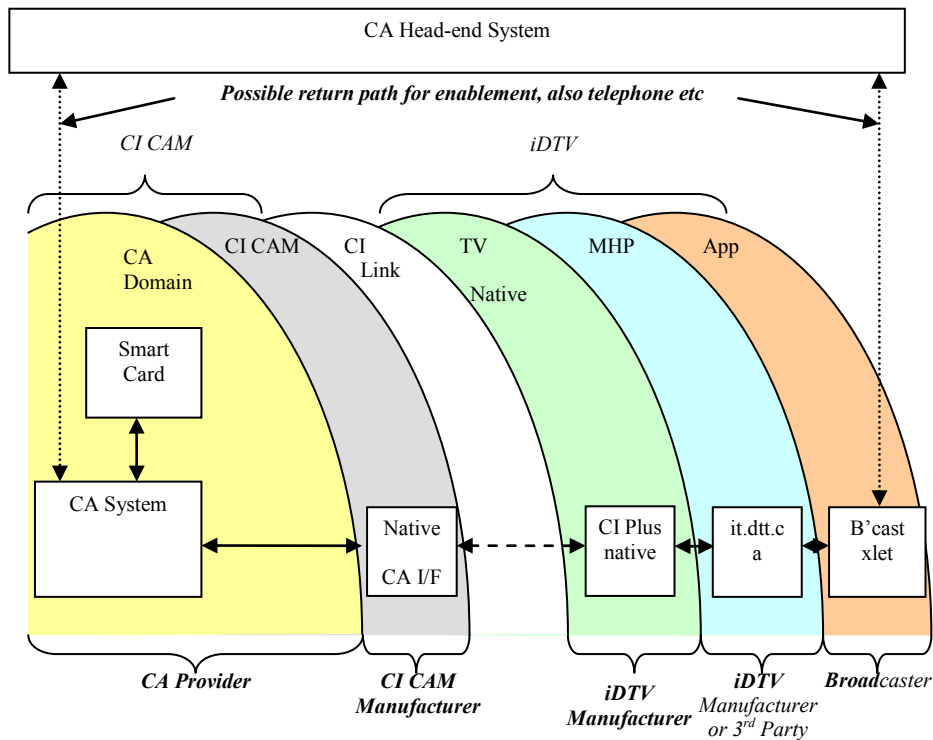 CA Head-end System
Possible return path for enablement, also telephone etc
CI CAM
iDTV
CA
Domain
CI CAM
CI
Link
TV
Native
MHP
App
Smart
Card
CA System
Native
CA I/F
CI Plus
native
it.dtt.c
a
B'cast
xlet
CA Provider
CI CAM
Manufacturer
iDTV
Manufacturer
iDTV
Manufacturer
or 3rd Party
Broadcaster